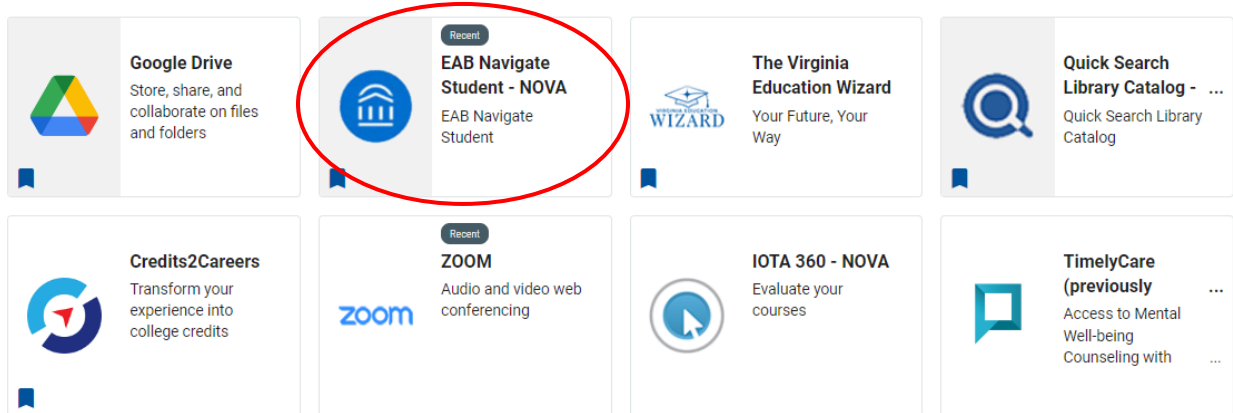 Google Drive
Store, share, and
collaborate on files
and folders
Recent
EAB Navigate
Student - NOVA
EAB Navigate
Student
VIRGINIA EDUCATION
WIZARD
The Virginia
Education Wizard
Your Future, Your
Way
Quick Search
Library Catalog - ...
Quick Search Library
Catalog
Credits2Careers
Transform your
experience into
college credits
zoom
Recent
ZOOM
Audio and video web
conferencing
IOTA 360 - NOVA
Evaluate your
courses
TimelyCare
(previously ...
Access to Mental
Well-being
Counseling with ...